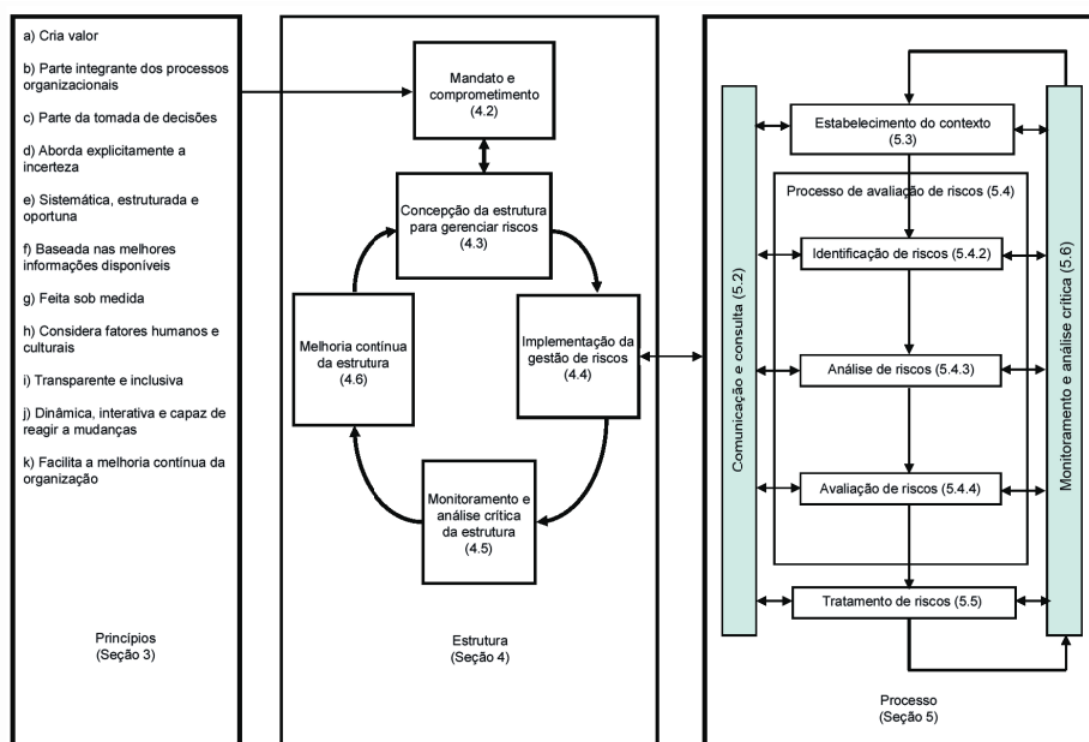 a) Cria valor
b) Parte integrante dos processos
organizacionais
c) Parte da tomada de decisões
d) Aborda explicitamente a
incerteza
e) Sistemática, estruturada e
oportuna
f) Baseada nas melhores
informações disponíveis
g) Feita sob medida
h) Considera fatores humanos e
culturais
i) Transparente e inclusiva
j) Dinâmica, interativa e capaz de
reagir a mudanças
k) Facilita a melhoria contínua da
organização
Princípios
(Seção 3)
Mandato e
comprometimento
(4.2)
Concepção da estrutura
para gerenciar riscos
(4.3)
Implementação da
gestão de riscos
(4.4)
Melhoria contínua
da estrutura
(4.6)
Monitoramento e
análise crítica
da estrutura
(4.5)
Estrutura
(Seção 4)
Comunicação e consulta (5.2)
Estabelecimento do contexto
(5.3)
Processo de avaliação de riscos (5.4)
Identificação de riscos (5.4.2)
Análise de riscos (5.4.3)
Avaliação de riscos (5.4.4)
Tratamento de riscos (5.5)
Monitoramento e análise crítica (5.6)
Processo
(Seção 5)